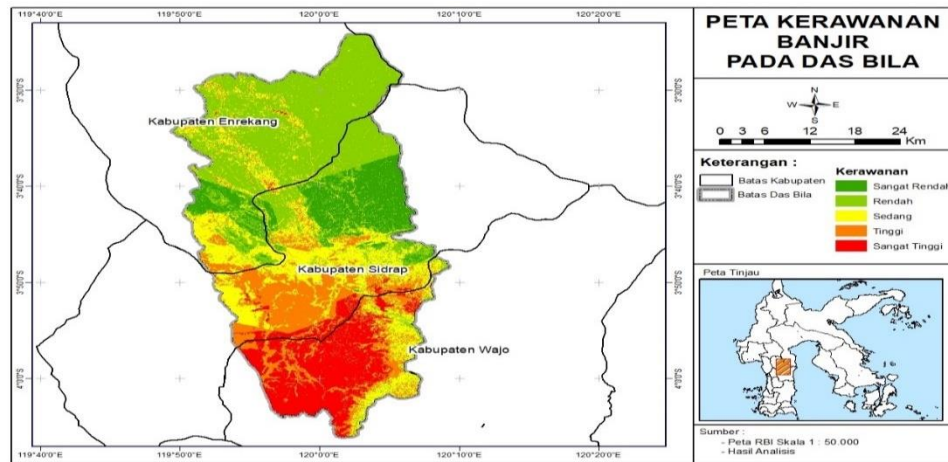 PETA KERAWANAN
BANJIR
PADA DAS BILA
N
W E
S
0 3 6 12 18 24
Km
Keterangan :
Batas Kabupaten
Batas Das Bila
Kerawanan
Sangat Rendah
Rendah
Sedang
Tinggi
Sangat Tinggi
Peta Tinjau
Sumber :
- Peta RBI Skala 1 : 50.000
- Hasil Analisis
119°40'0"E 119°50'0"E 120°0'0"E 120°10'0"E 120°20'0"E
3°30'0"S
3°40'0"S
3°50'0"S
4°0'0"S
Kabupaten Enrekang
Kabupaten Sidrap
Kabupaten Wajo
119°40'0"E 119°50'0"E 120°0'0"E 120°10'0"E 120°20'0"E
3°30'0"S
3°40'0"S
3°50'0"S
4°0'0"S